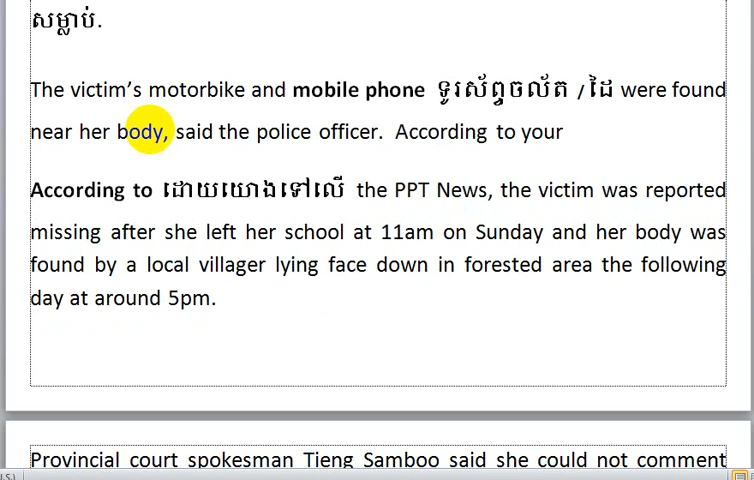 សម្លាប់.
The victim's motorbike and mobile phone ទូរស័ព្ទចល័ត / ដៃ were found
near her body, said the police officer. According to your
According to ដោយយោងទៅលើ the PPT News, the victim was reported
missing after she left her school at 11am on Sunday and her body was
found by a local villager lying face down in forested area the following
day at around 5pm.
Provincial court spokesman Tieng Samboo said she could not comment